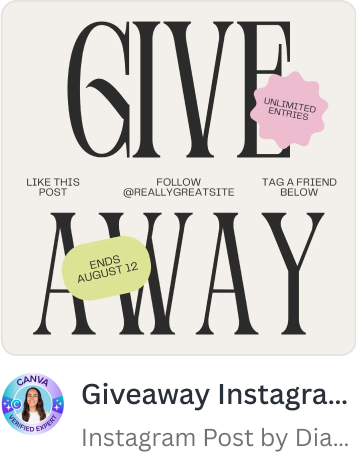 GIVE
UNLIMITED
ENTRIES
LIKE THIS
POST
FOLLOW
@REALLYGREATSITE
TAG A FRIEND
BELOW
AWAY
ENDS
AUGUST 12
CANVA
VERIFIED EXPERT
Giveaway Instagra...
Instagram Post by Dia...